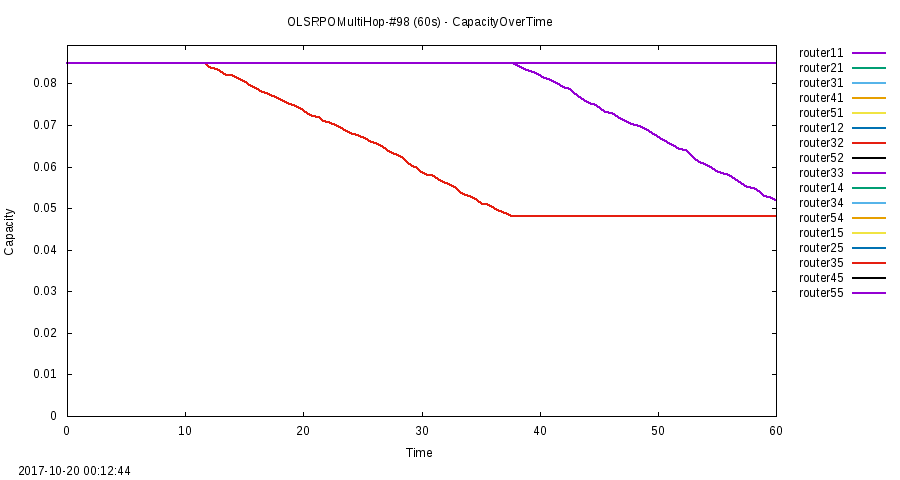 OLSRPOMultiHop-#98 (60s) - CapacityOverTime
router11
router21
router31
router41
router51
router12
router32
router52
router33
router14
router34
router54
router15
router25
router35
router45
router55
0.08
0.07
0.06
0.05
0.04
0.03
0.02
0.01
0
Capacity
0 10 20 30 40 50 60
Time
2017-10-20 00:12:44